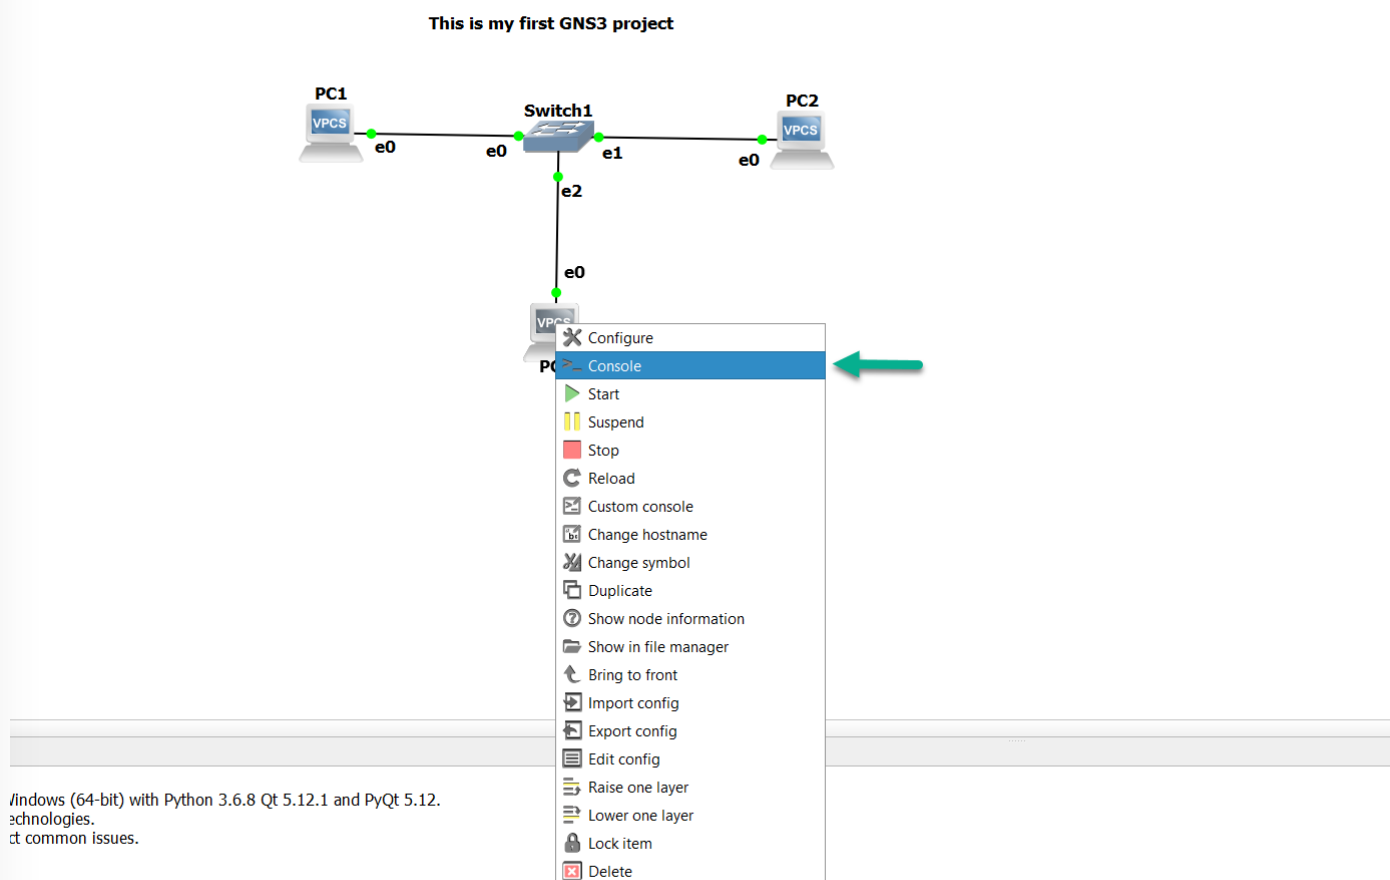 This is my first GNS3 project
PC1
VPCS
e0
Switch1
e0
e1
e2
PC2
VPCS
e0
e0
VPCS
PC
Configure
Console
Start
Suspend
Stop
Reload
Custom console
Change hostname
Change symbol
Duplicate
Show node information
Show in file manager
Bring to front
Import config
Export config
Edit config
Raise one layer
Lower one layer
Lock item
Delete
Windows (64-bit) with Python 3.6.8 Qt 5.12.1 and PyQt 5.12.
echnologies.
ct common issues.